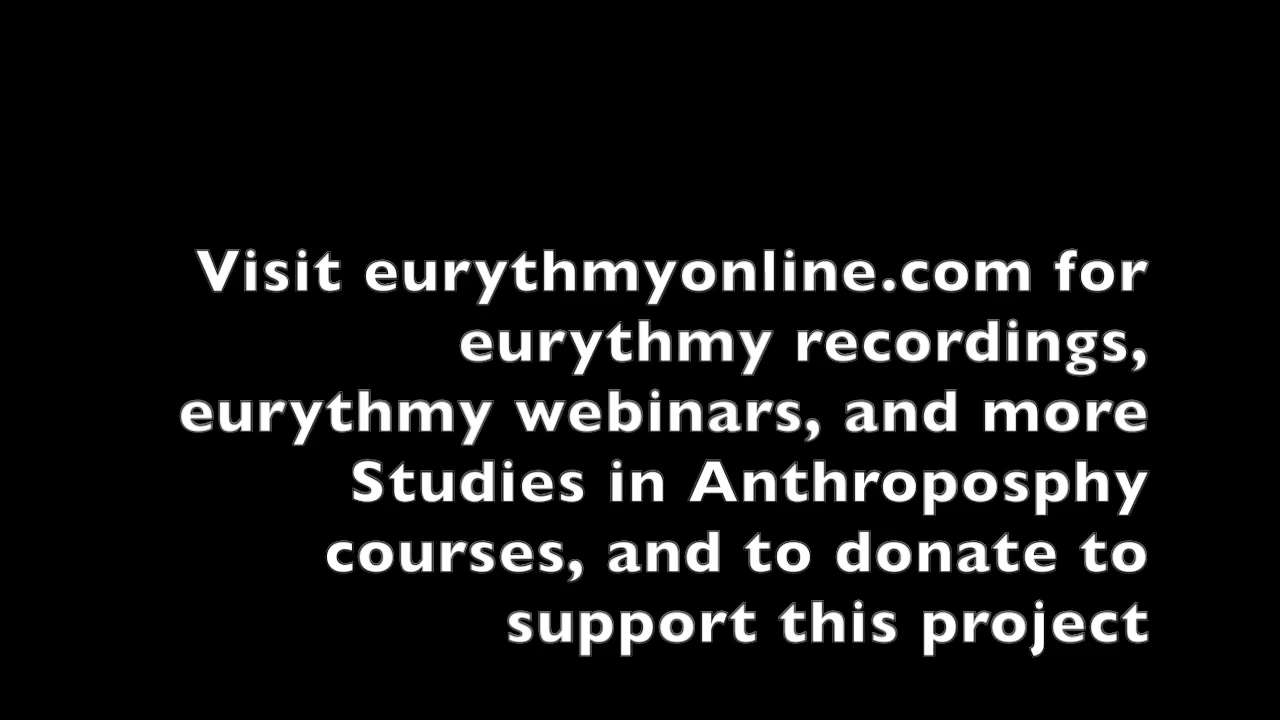 Visit eurythmyonline.com for
eurythmy recordings,
eurythmy webinars, and more
Studies in Anthroposphy
courses, and to donate to
support this project